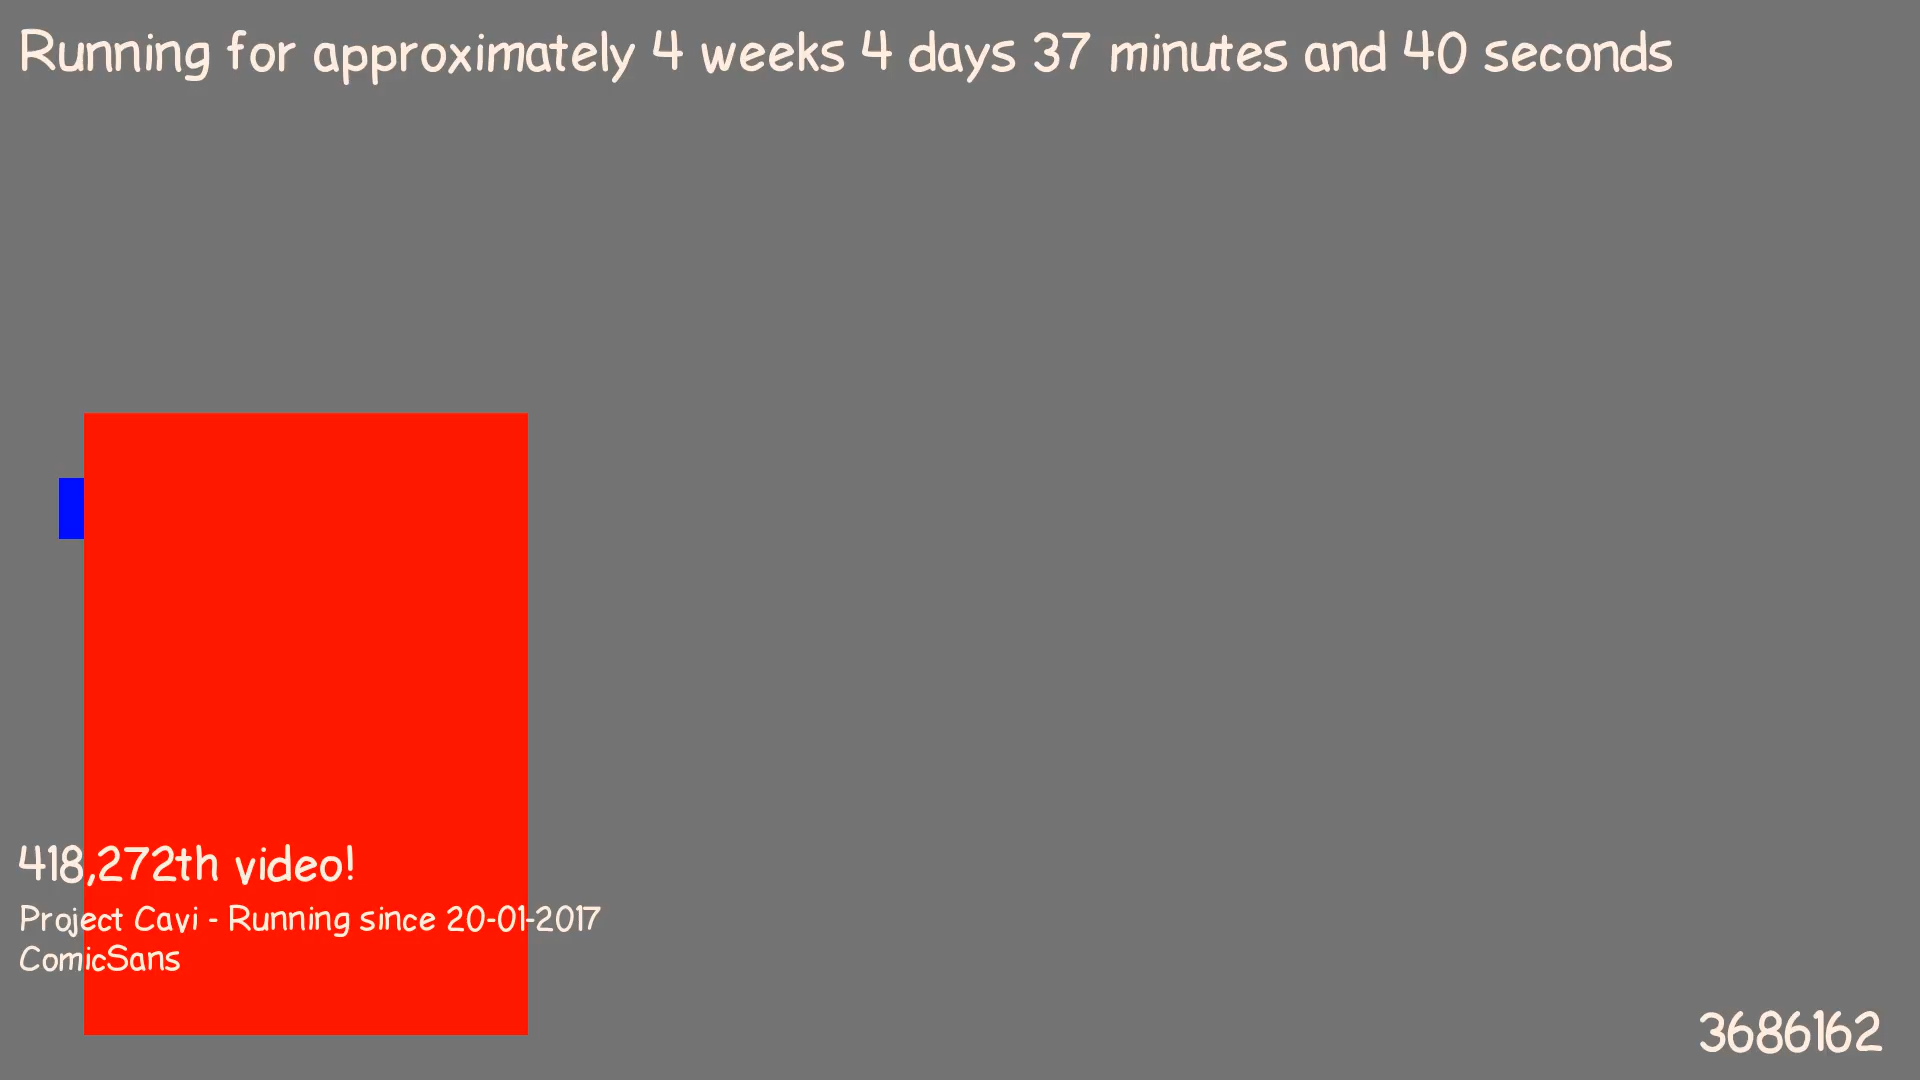 Running for approximately 4 weeks 4 days 37 minutes and 40 seconds
418,272th video!
Project Cavi - Running since 20-01-2017
ComicSans
3686162